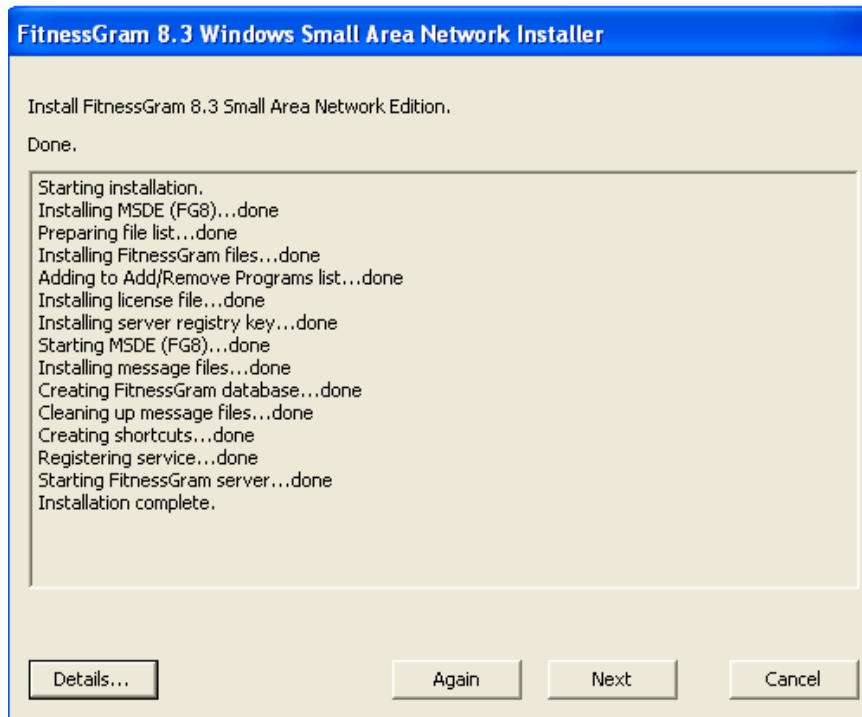 FitnessGram 8.3 Windows Small Area Network Installer
Install FitnessGram 8.3 Small Area Network Edition.
Done.
Starting installation.
Installing MSDE (FG8)...done
Preparing file list...done
Installing FitnessGram files...done
Adding to Add/Remove Programs list...done
Installing license file...done
Installing server registry key...done
Starting MSDE (FG8)...done
Installing message files...done
Creating FitnessGram database...done
Cleaning up message files...done
Creating shortcuts...done
Registering service...done
Starting FitnessGram server...done
Installation complete.
Details... Again Next Cancel